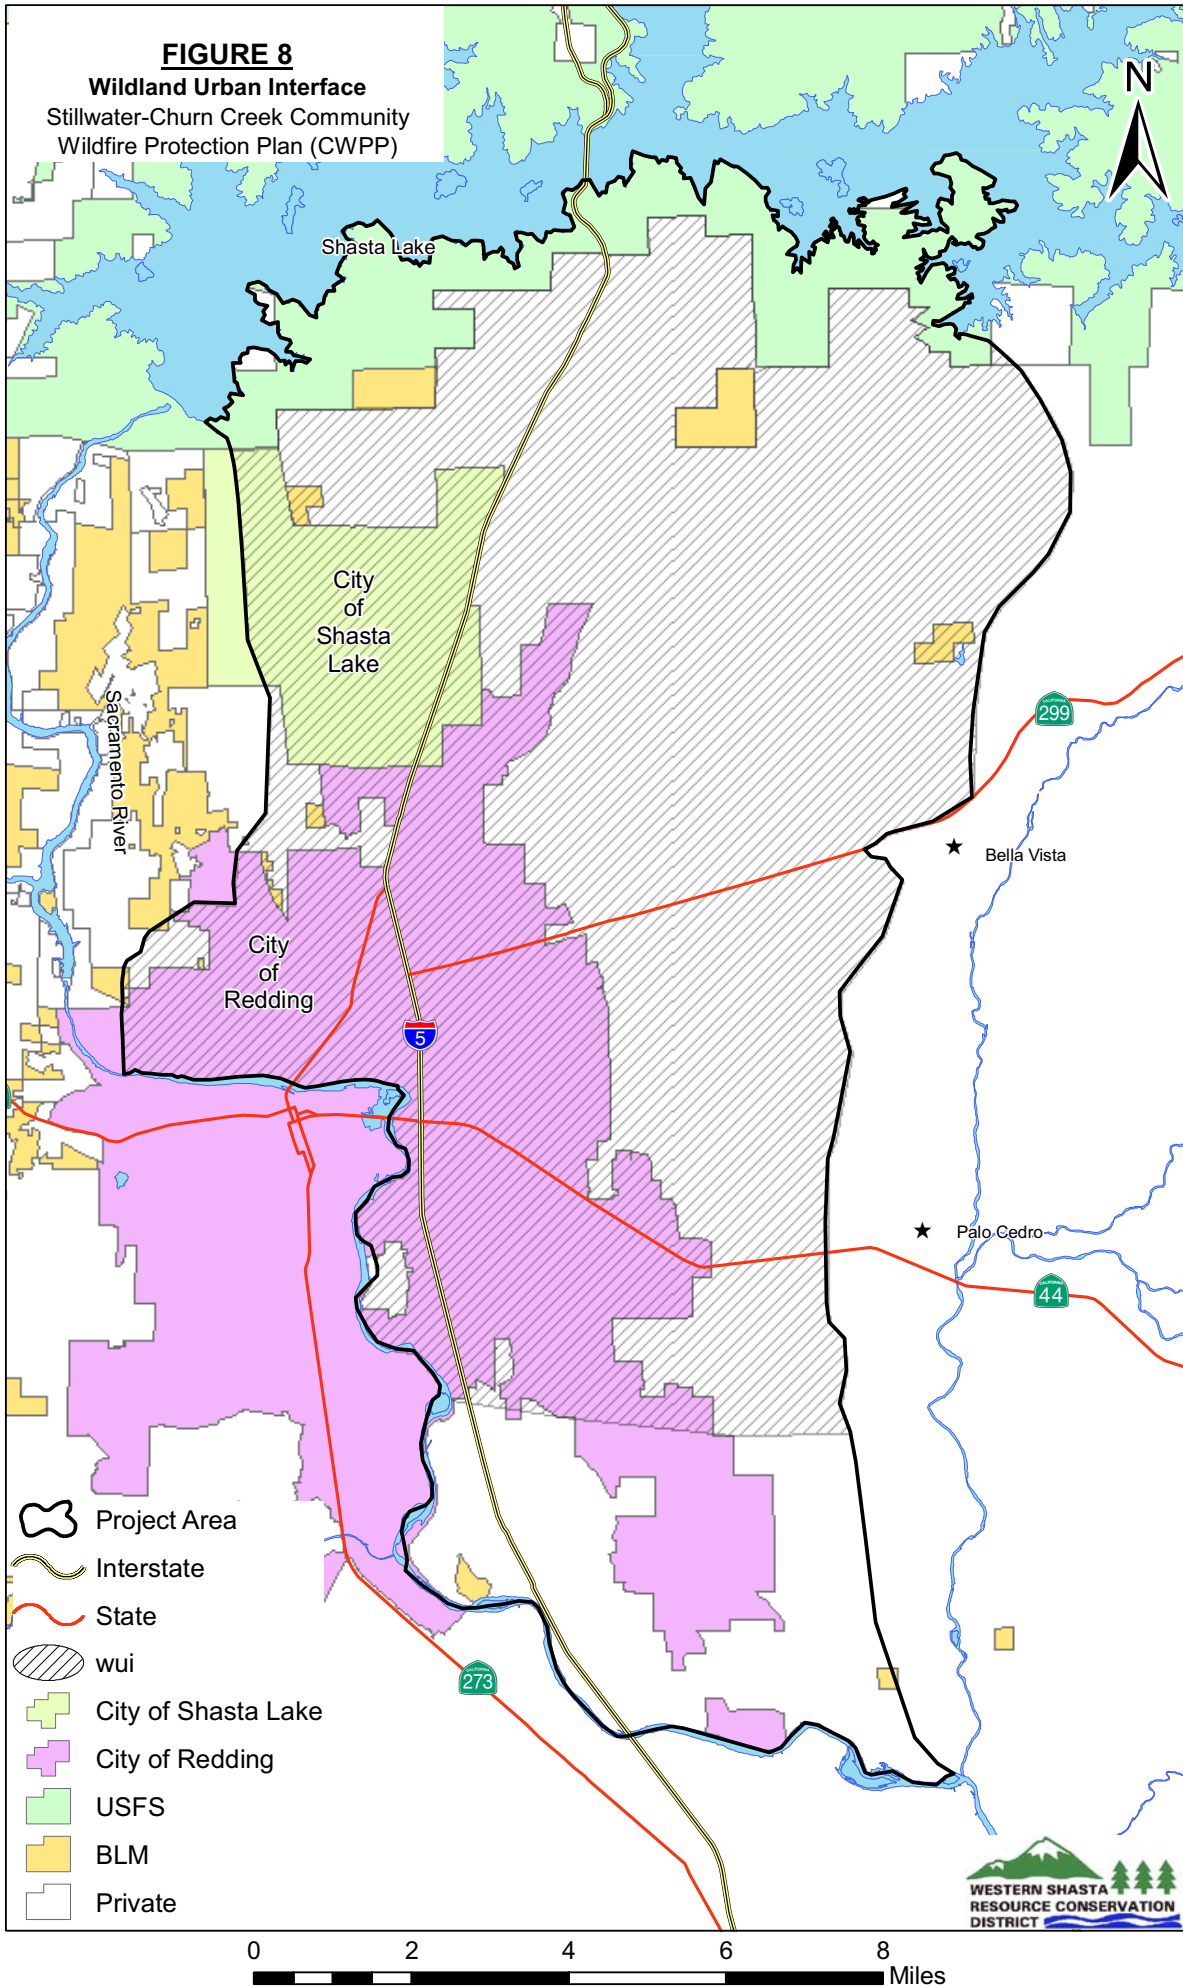 FIGURE 8
Wildland Urban Interface
Stillwater-Churn Creek Community
Wildfire Protection Plan (CWPP)
N
Shasta Lake
City
of
Shasta
Lake
Sacramento River
CALIFORNIA
299
Bella Vista
City
of
Redding
5
Palo Cedro
CALIFORNIA
44
Project Area
Interstate
State
wui
CALIFORNIA
273
City of Shasta Lake
City of Redding
USFS
BLM
Private
WESTERN SHASTA
RESOURCE CONSERVATION
DISTRICT
0 2 4 6 8
Miles